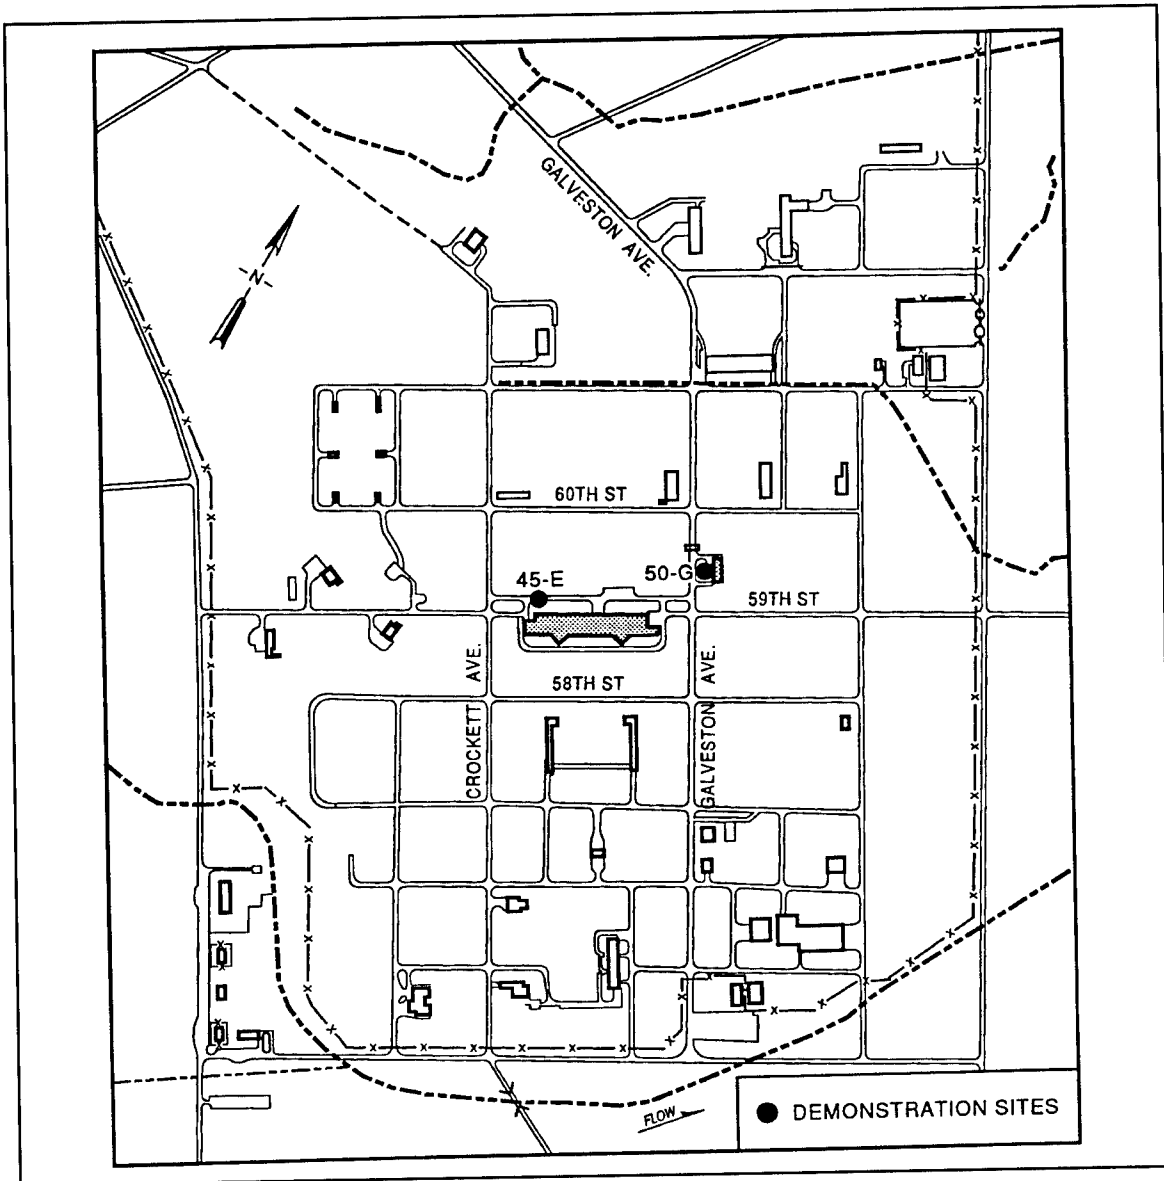 GALVESTON AVE.
-N-
60TH ST
45-E
50-G
59TH ST
58TH ST
CROCKETT AVE.
GALVESTON AVE.
FLOW
DEMONSTRATION SITES